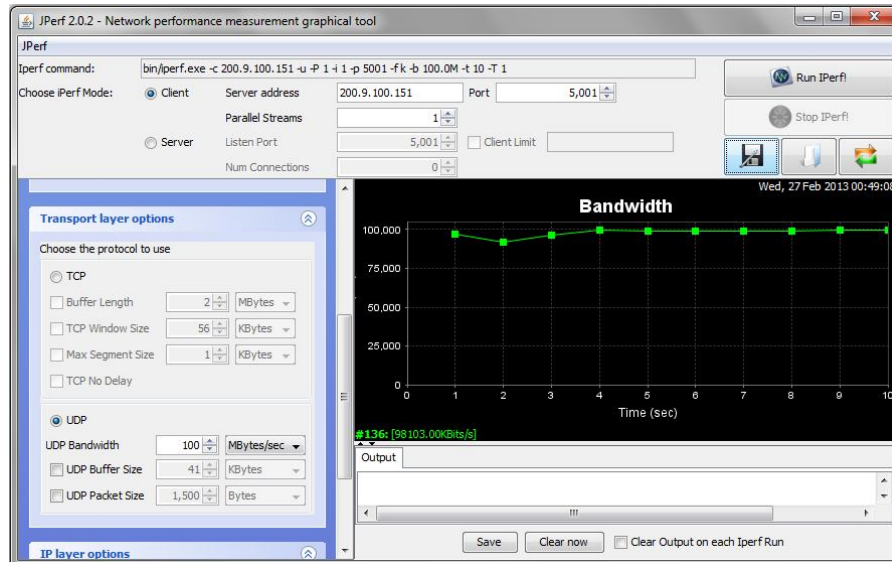 JPerf 2.0.2 - Network performance measurement graphical tool
JPerf
Iperf command: bin/iperf.exe -c 200.9.100.151 -u -P 1 -i 1 -p 5001 -f k -b 100.0M -t 10 -T 1
Run IPerf!
Choose iPerf Mode: Client Server address 200.9.100.151 Port 5,001
Parallel Streams 1
Stop IPerf!
Server Listen Port 5,001 Client Limit
Num Connections 0
Transport layer options
Choose the protocol to use
TCP
Buffer Length 2 MBytes
TCP Window Size 56 KBytes
Max Segment Size 1 KBytes
TCP No Delay
UDP
UDP Bandwidth 100 MBytes/sec
UDP Buffer Size 41 KBytes
UDP Packet Size 1,500 Bytes
IP layer options
Wed, 27 Feb 2013 00:49:08
Bandwidth
100,000
75,000
50,000
25,000
0
0 1 2 3 4 5 6 7 8 9 10
Time (sec)
#136: [98103.00KBits/s]
Output
Save Clear now Clear Output on each Iperf Run